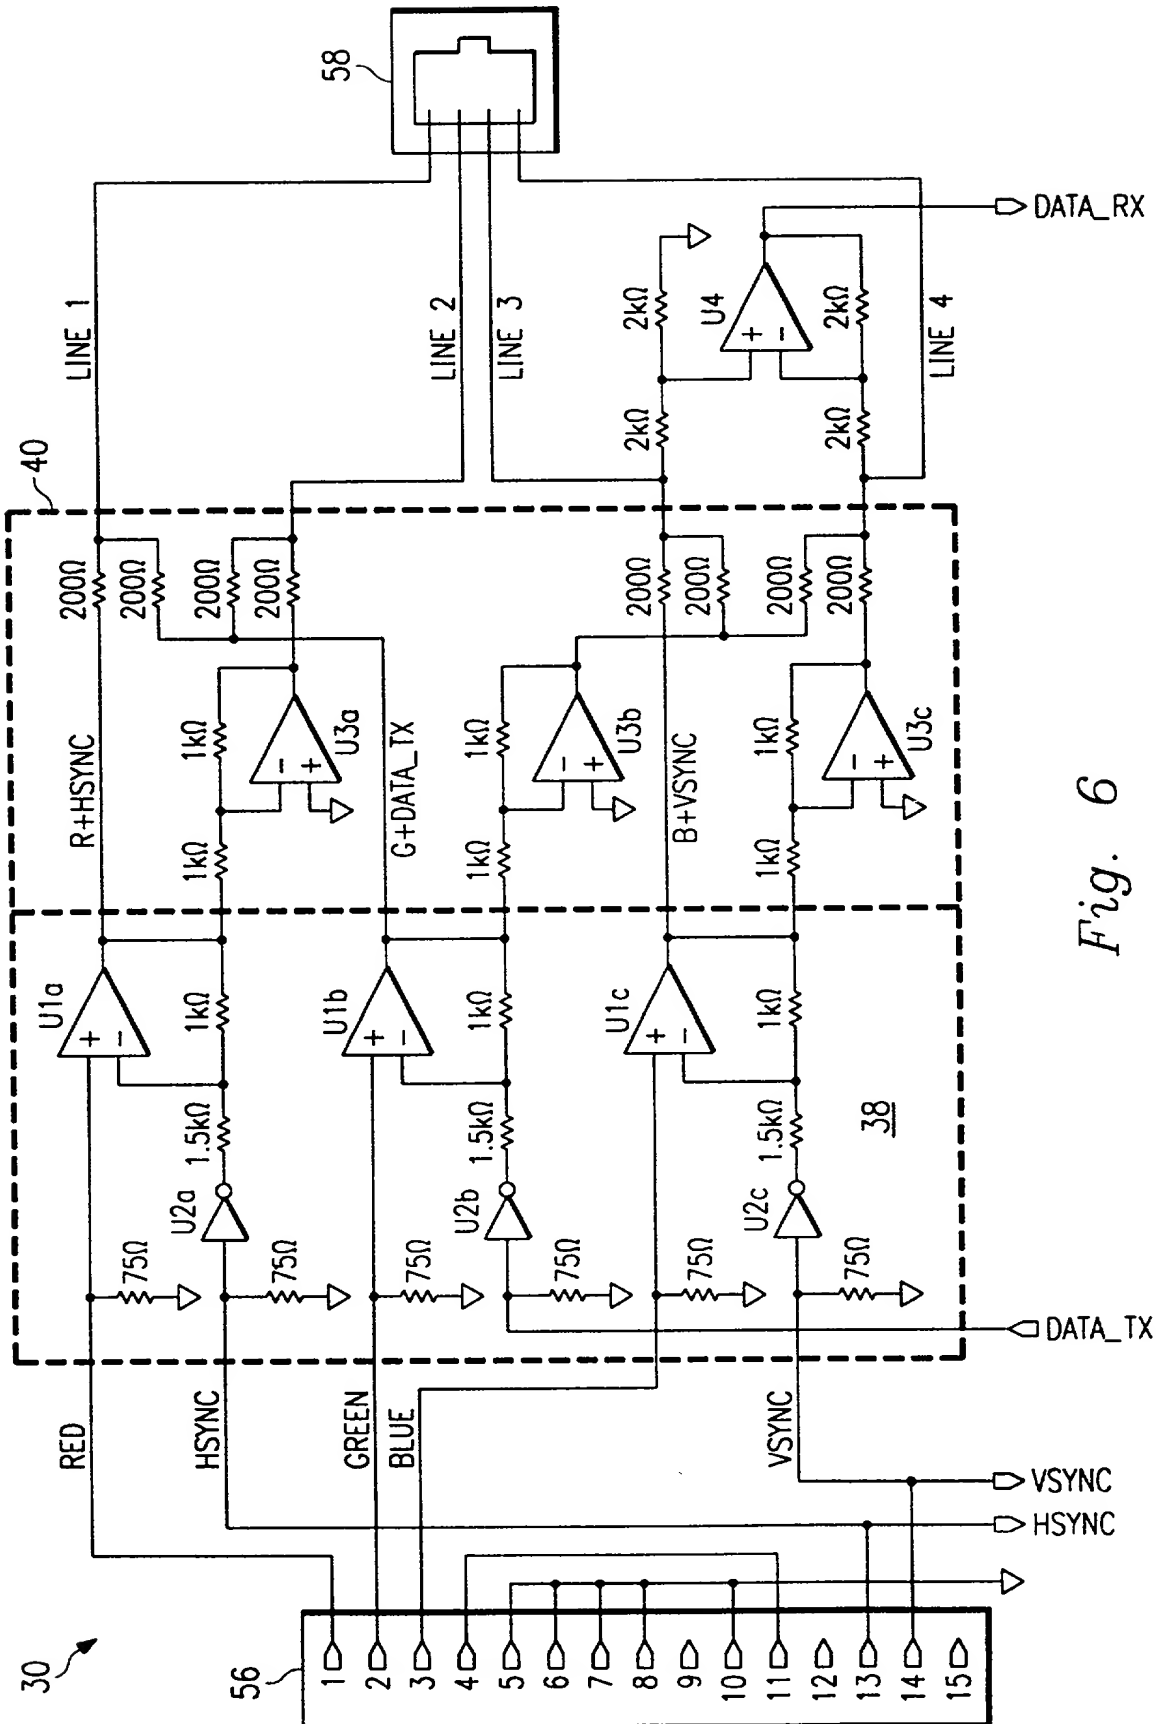 30
56
1
2
3
4
5
6
7
8
9
10
11
12
13
14
15
RED
HSYNC
GREEN
BLUE
VSYNC
HSYNC
VSYNC
DATA_TX
38
75Ω
75Ω
75Ω
75Ω
75Ω
75Ω
U2a
U2b
U2c
1.5kΩ
1.5kΩ
1.5kΩ
U1a
+
−
1kΩ
U1b
+
−
1kΩ
U1c
+
−
1kΩ
40
R+HSYNC
1kΩ
1kΩ
−
+
U3a
G+DATA_TX
1kΩ
1kΩ
−
+
U3b
B+VSYNC
1kΩ
1kΩ
−
+
U3c
200Ω
200Ω
200Ω
200Ω
200Ω
200Ω
200Ω
200Ω
LINE 1
LINE 2
LINE 3
LINE 4
2kΩ
2kΩ
2kΩ
2kΩ
U4
+
−
DATA_RX
58
Fig. 6